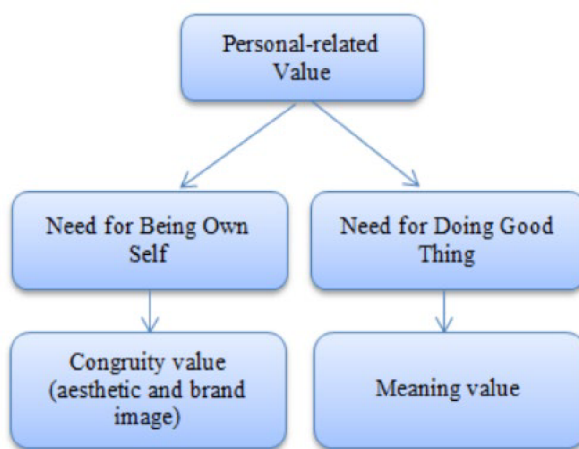 Personal-related
Value
Need for Being Own
Self
Need for Doing Good
Thing
Congruity value
(aesthetic and brand
image)
Meaning value